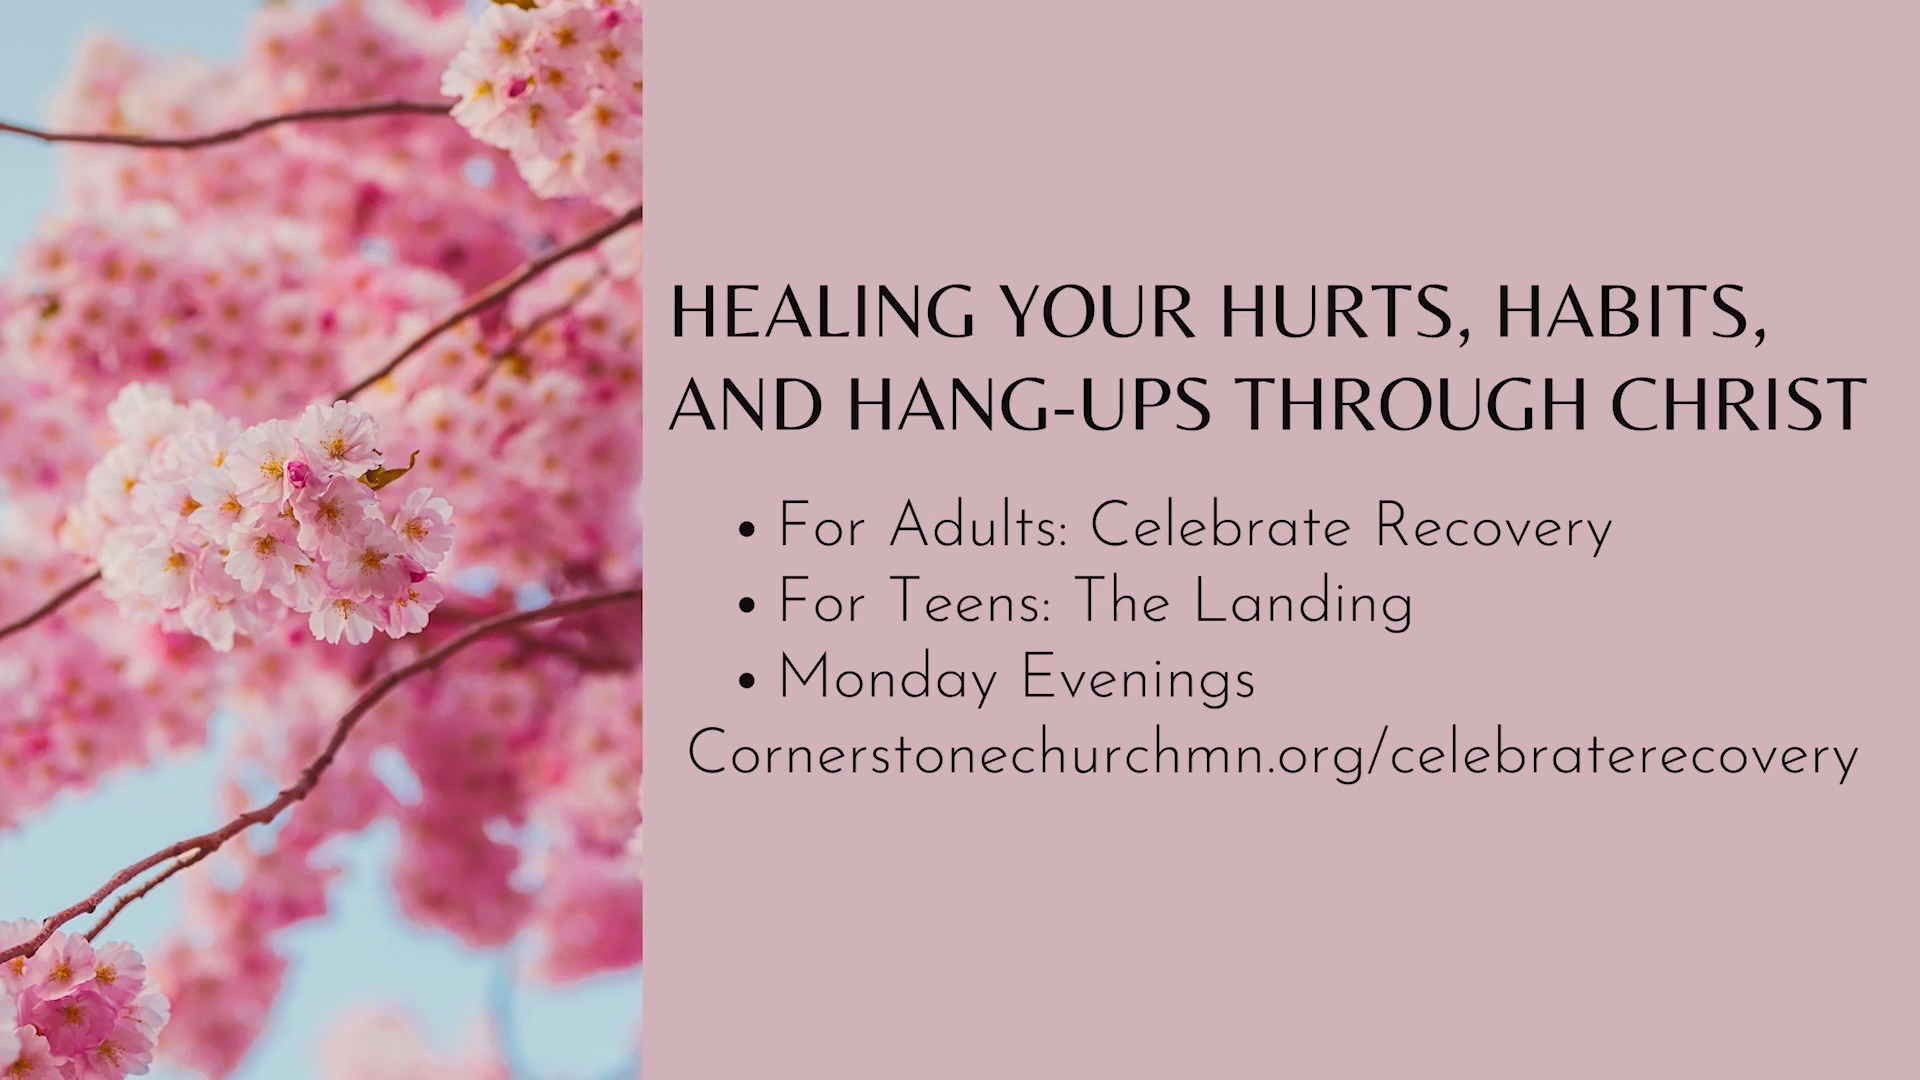 HEALING YOUR HURTS, HABITS,
AND HANG-UPS THROUGH CHRIST
• For Adults: Celebrate Recovery
• For Teens: The Landing
• Monday Evenings
Cornerstonechurchmn.org/celebraterecovery